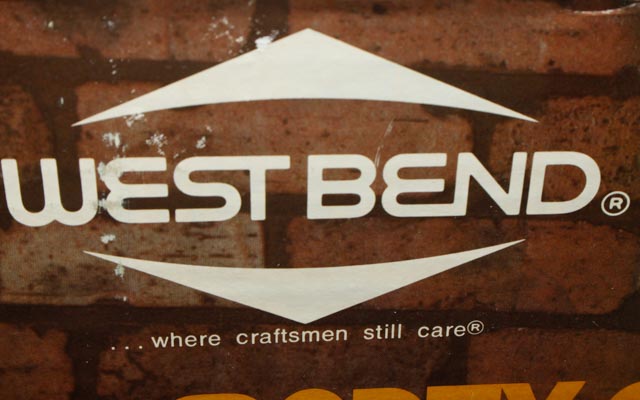 WEST BEND®
...where craftsmen still care®